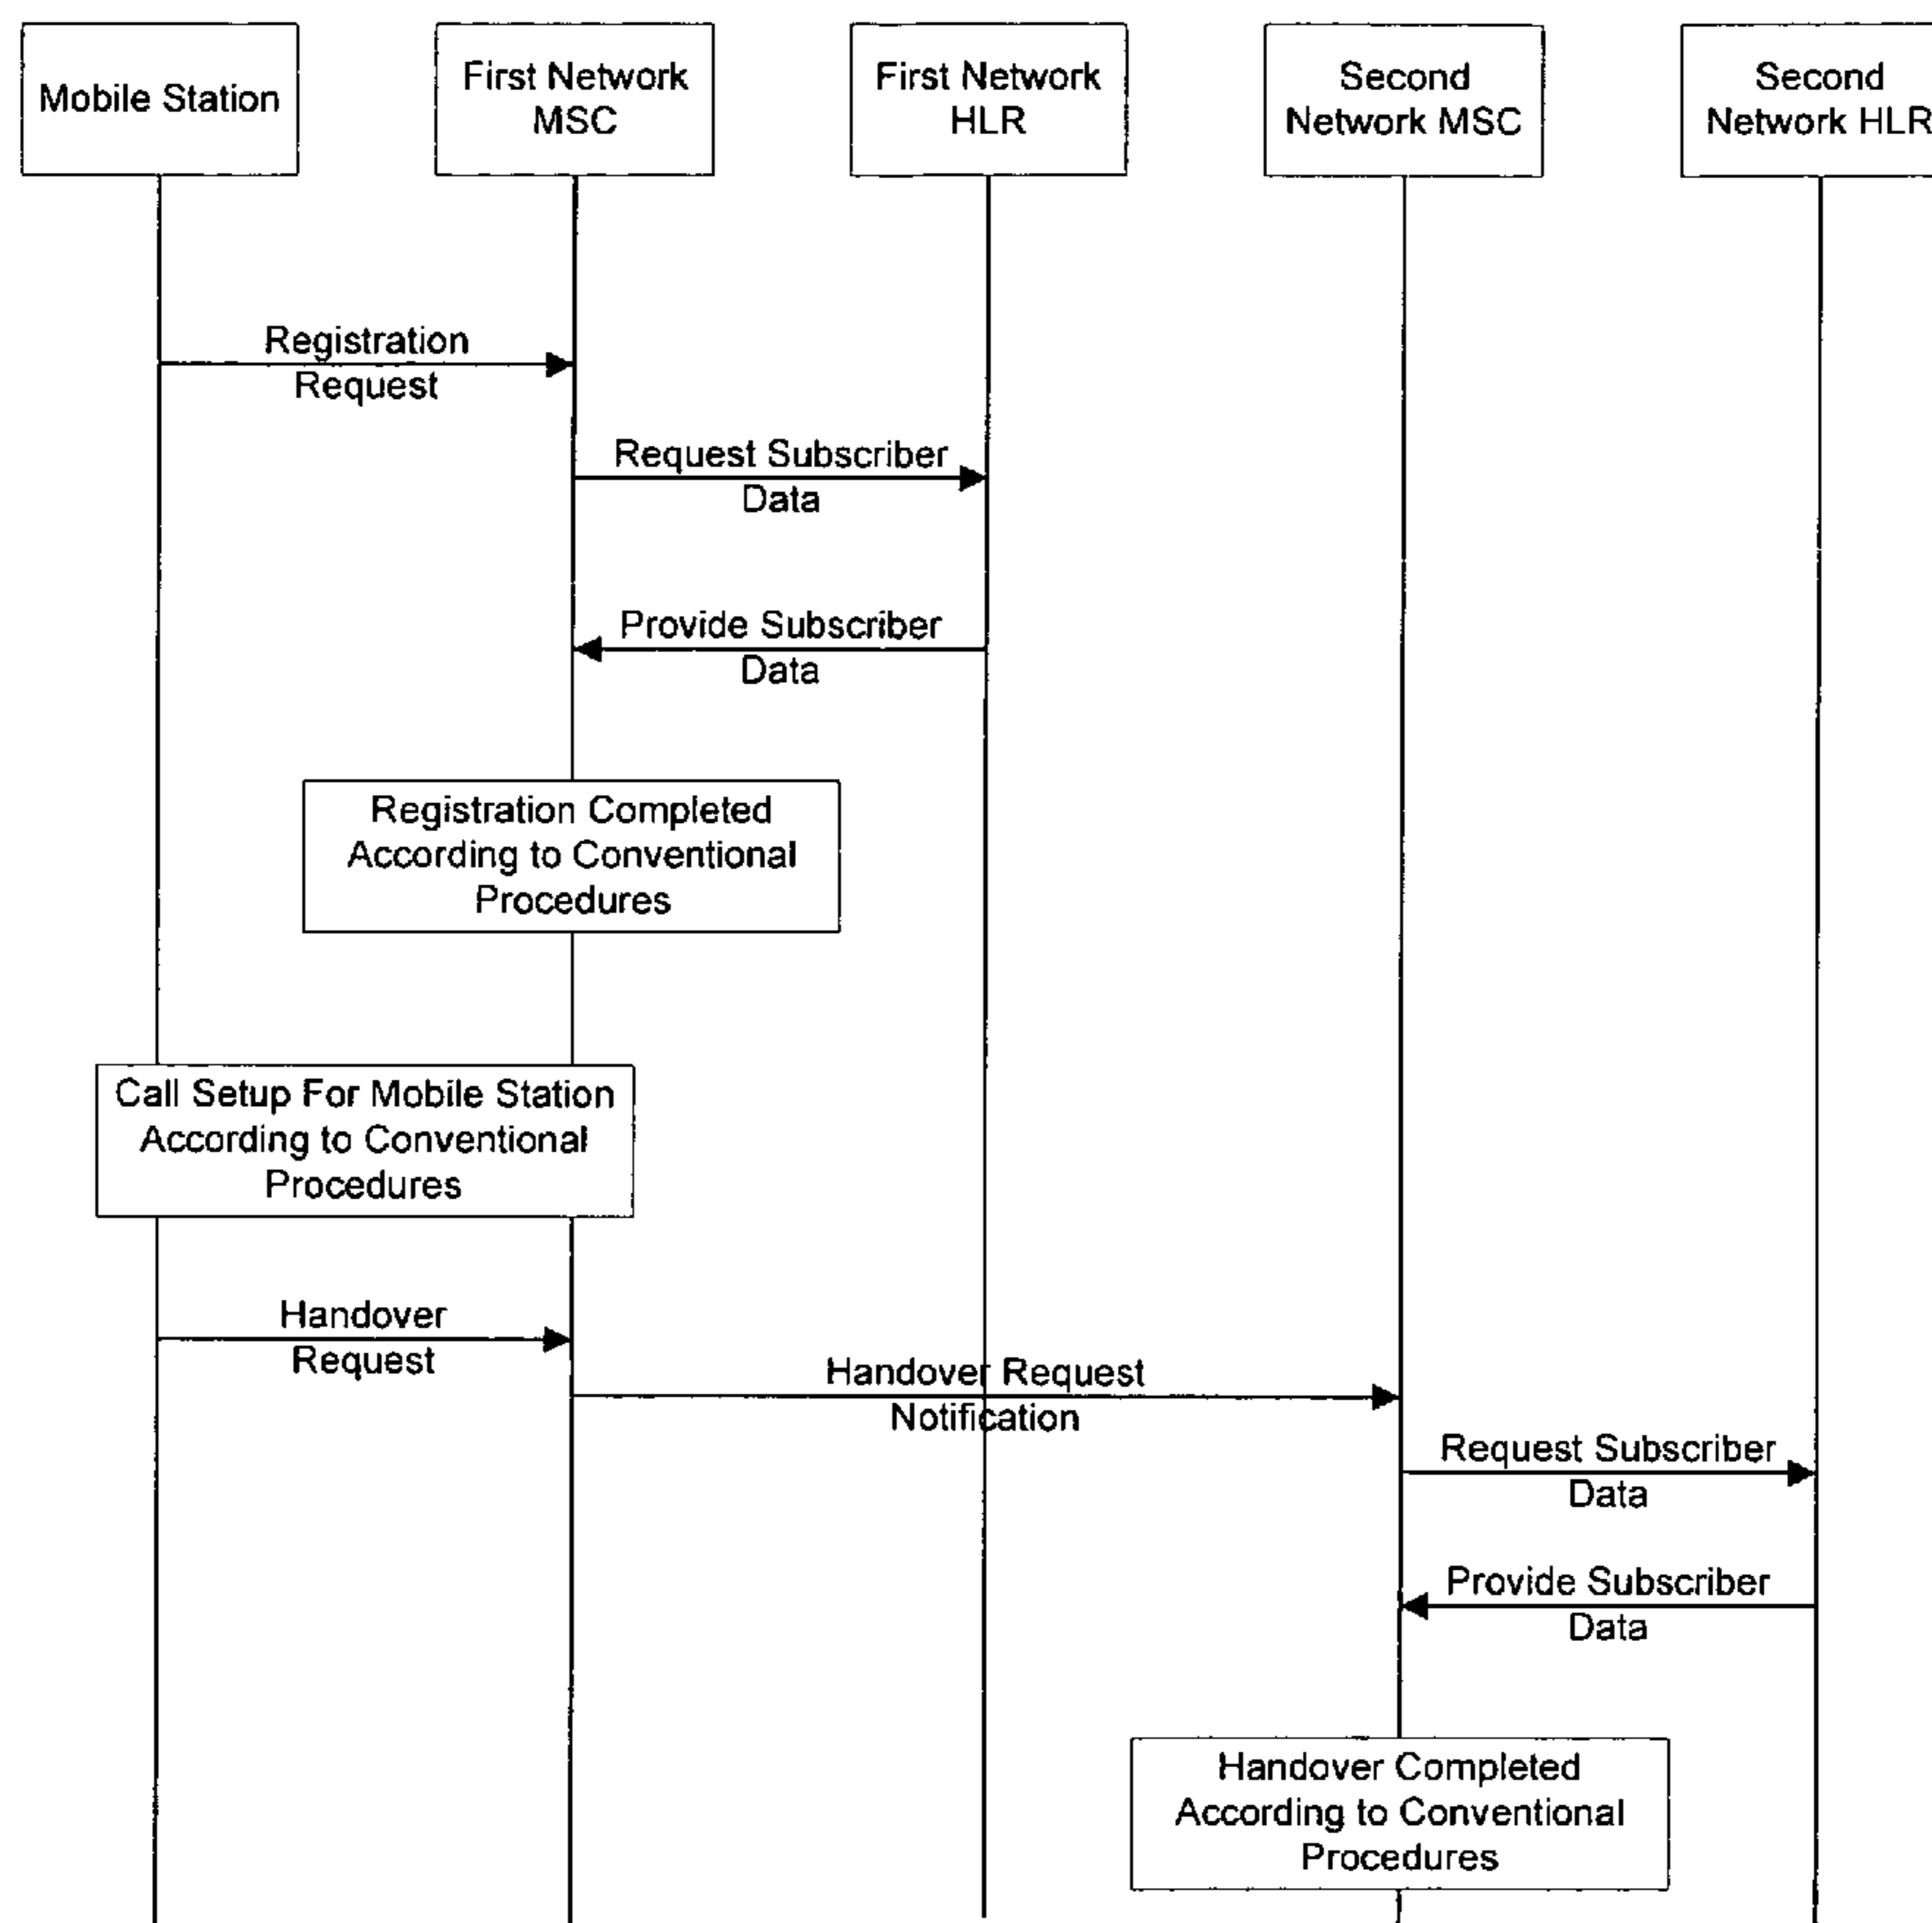 Mobile Station
First Network
MSC
First Network
HLR
Second
Network MSC
Second
Network HLR
Registration
Request
Request Subscriber
Data
Provide Subscriber
Data
Registration Completed
According to Conventional
Procedures
Call Setup For Mobile Station
According to Conventional
Procedures
Handover
Request
Handover Request
Notification
Request Subscriber
Data
Provide Subscriber
Data
Handover Completed
According to Conventional
Procedures